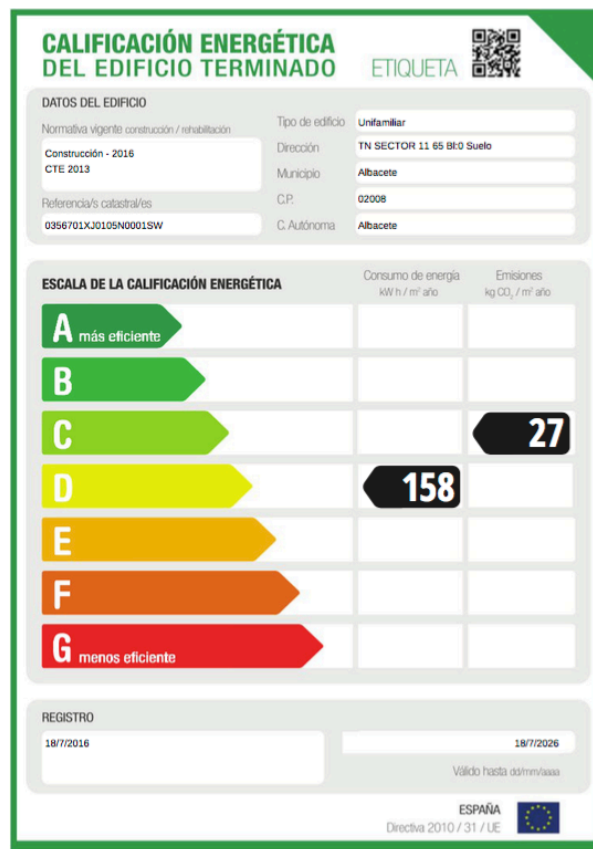 CALIFICACIÓN ENERGÉTICA
DEL EDIFICIO TERMINADO
ETIQUETA
DATOS DEL EDIFICIO
Normativa vigente construcción / rehabilitación
Construcción - 2016
CTE 2013
Referencia/s catastral/es
0356701XJ0105N0001SW
Tipo de edificio Unifamiliar
Dirección TN SECTOR 11 65 Bl:0 Suelo
Municipio Albacete
C.P. 02008
C. Autónoma Albacete
ESCALA DE LA CALIFICACIÓN ENERGÉTICA
Consumo de energía
kW h / m² año
Emisiones
kg CO₂ / m² año
A más eficiente
B
C 27
D 158
E
F
G menos eficiente
REGISTRO
18/7/2016
18/7/2026
Válido hasta dd/mm/aaaa
ESPAÑA
Directiva 2010 / 31 / UE